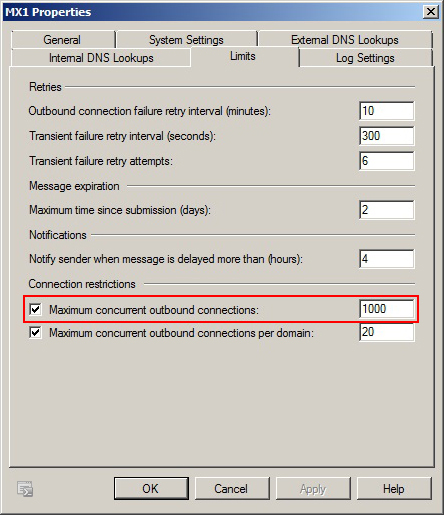 MX1 Properties
General System Settings External DNS Lookups
Internal DNS Lookups Limits Log Settings
Retries
Outbound connection failure retry interval (minutes): 10
Transient failure retry interval (seconds): 300
Transient failure retry attempts: 6
Message expiration
Maximum time since submission (days): 2
Notifications
Notify sender when message is delayed more than (hours): 4
Connection restrictions
Maximum concurrent outbound connections: 1000
Maximum concurrent outbound connections per domain: 20
OK Cancel Apply Help